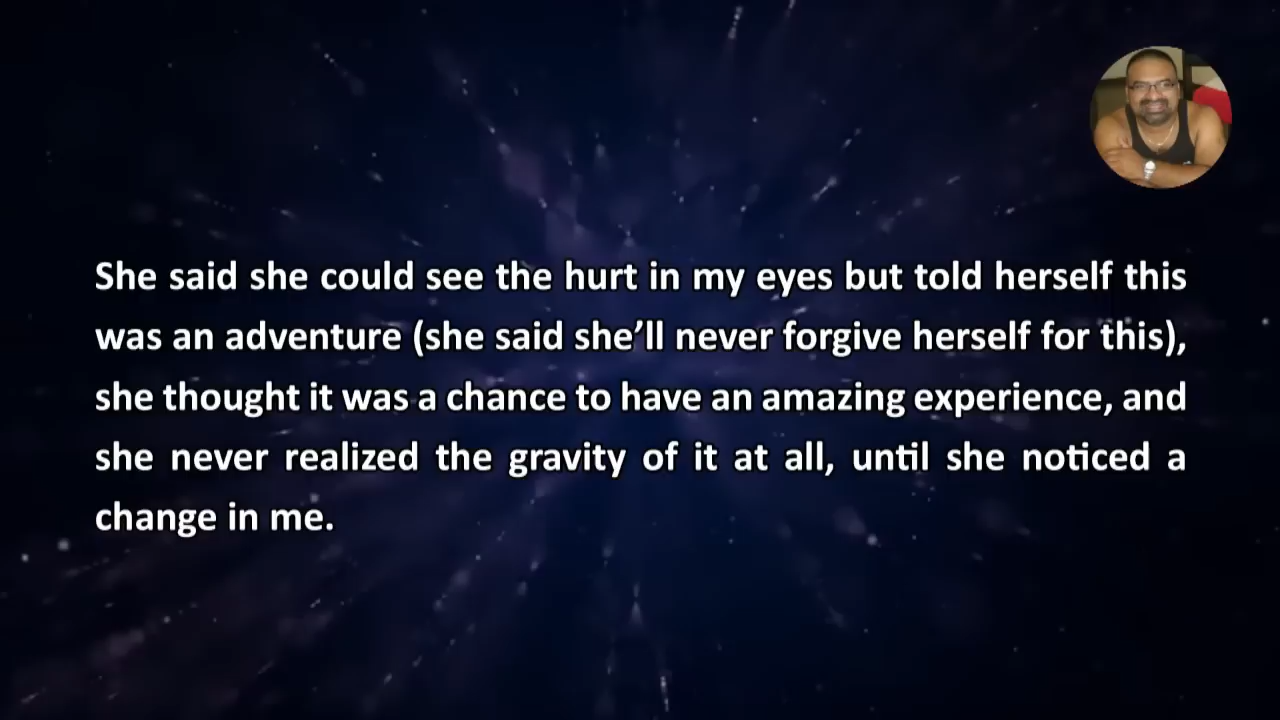 She said she could see the hurt in my eyes but told herself this
was an adventure (she said she’ll never forgive herself for this),
she thought it was a chance to have an amazing experience, and
she never realized the gravity of it at all, until she noticed a
change in me.